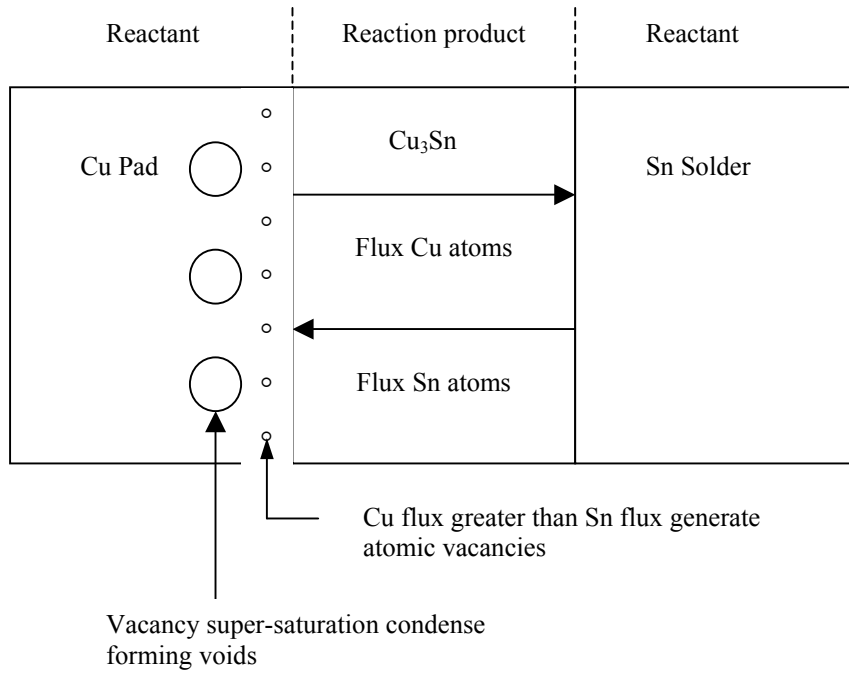 Reactant
Reaction product
Reactant
Cu Pad
Cu₃Sn
Sn Solder
Flux Cu atoms
Flux Sn atoms
Cu flux greater than Sn flux generate
atomic vacancies
Vacancy super-saturation condense
forming voids